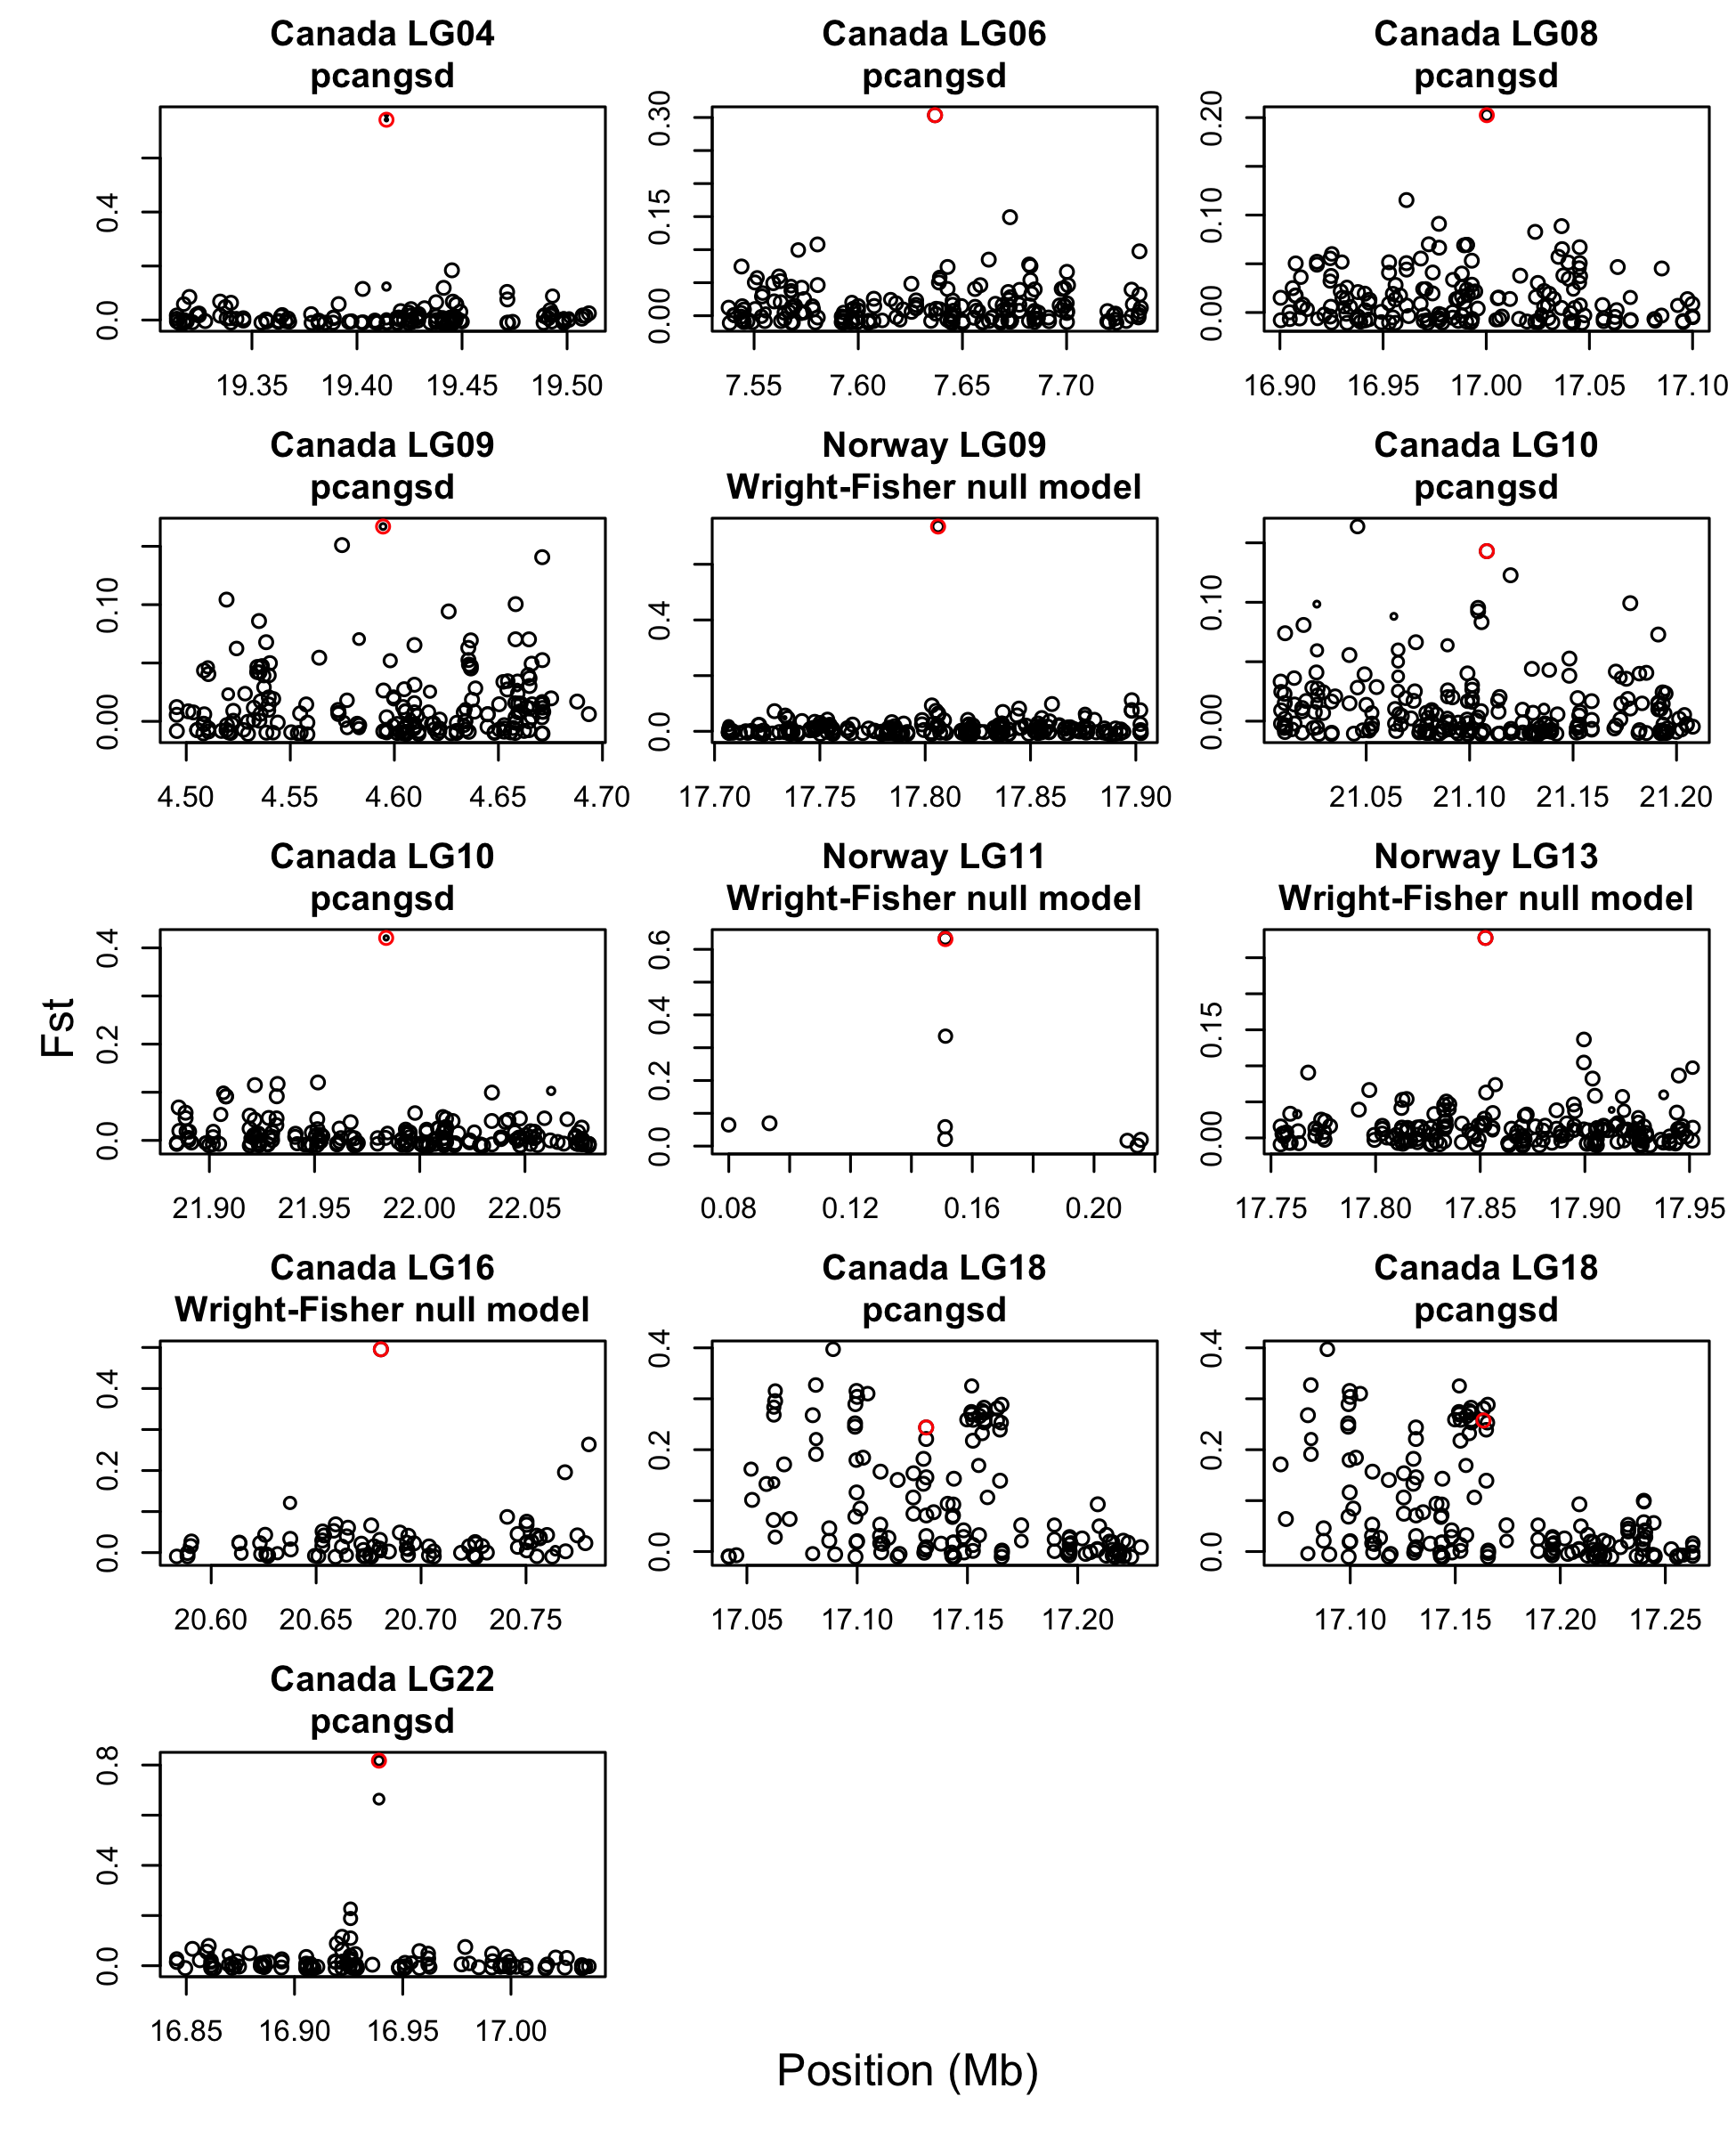 Canada LG04
pcangsd
0.0 0.4
19.35 19.40 19.45 19.50
Canada LG06
pcangsd
0.00 0.15 0.30
7.55 7.60 7.65 7.70
Canada LG08
pcangsd
0.00 0.10 0.20
16.90 16.95 17.00 17.05 17.10
Canada LG09
pcangsd
0.00 0.10
4.50 4.55 4.60 4.65 4.70
Norway LG09
Wright-Fisher null model
0.0 0.4
17.70 17.75 17.80 17.85 17.90
Canada LG10
pcangsd
0.00 0.10
21.05 21.10 21.15 21.20
Canada LG10
pcangsd
0.0 0.2 0.4
21.90 21.95 22.00 22.05
Norway LG11
Wright-Fisher null model
0.0 0.2 0.4 0.6
0.08 0.12 0.16 0.20
Norway LG13
Wright-Fisher null model
0.00 0.15
17.75 17.80 17.85 17.90 17.95
Fst
Canada LG16
Wright-Fisher null model
0.0 0.2 0.4
20.60 20.65 20.70 20.75
Canada LG18
pcangsd
0.0 0.2 0.4
17.05 17.10 17.15 17.20
Canada LG18
pcangsd
0.0 0.2 0.4
17.10 17.15 17.20 17.25
Canada LG22
pcangsd
0.0 0.4 0.8
16.85 16.90 16.95 17.00
Position (Mb)